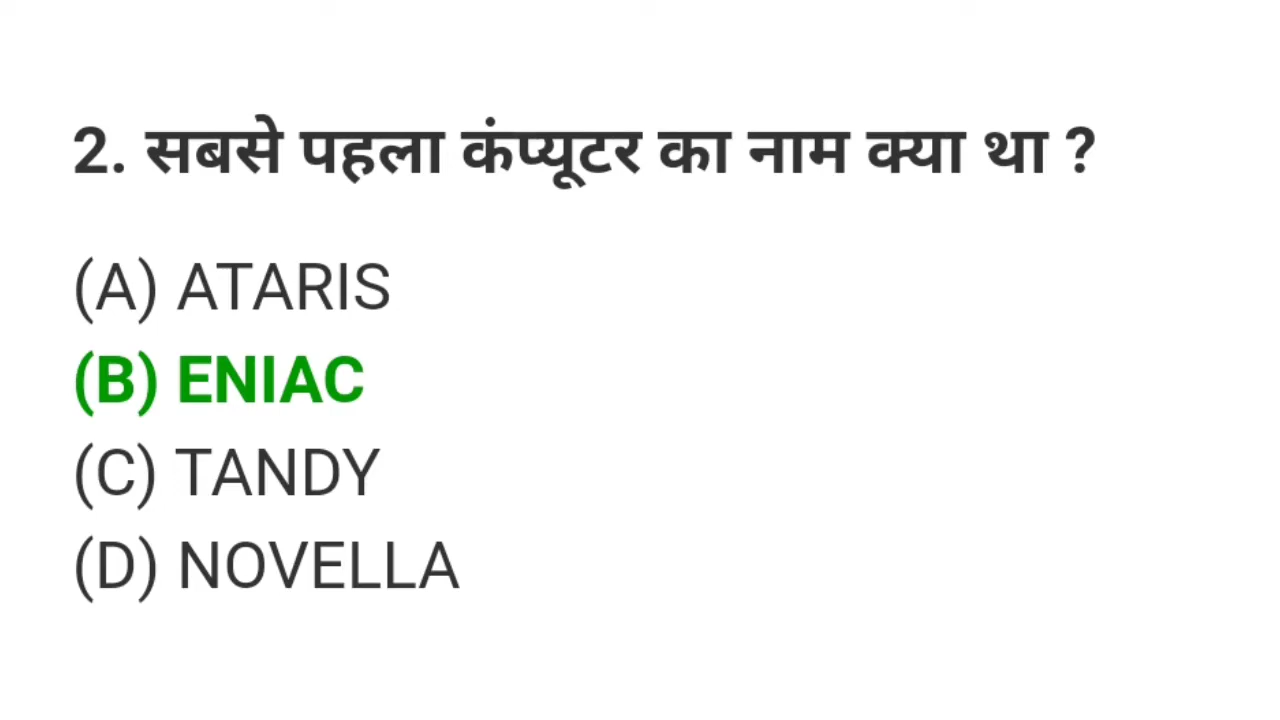 2. सबसे पहला कंप्यूटर का नाम क्या था ?
(A) ATARIS
(B) ENIAC
(C) TANDY
(D) NOVELLA